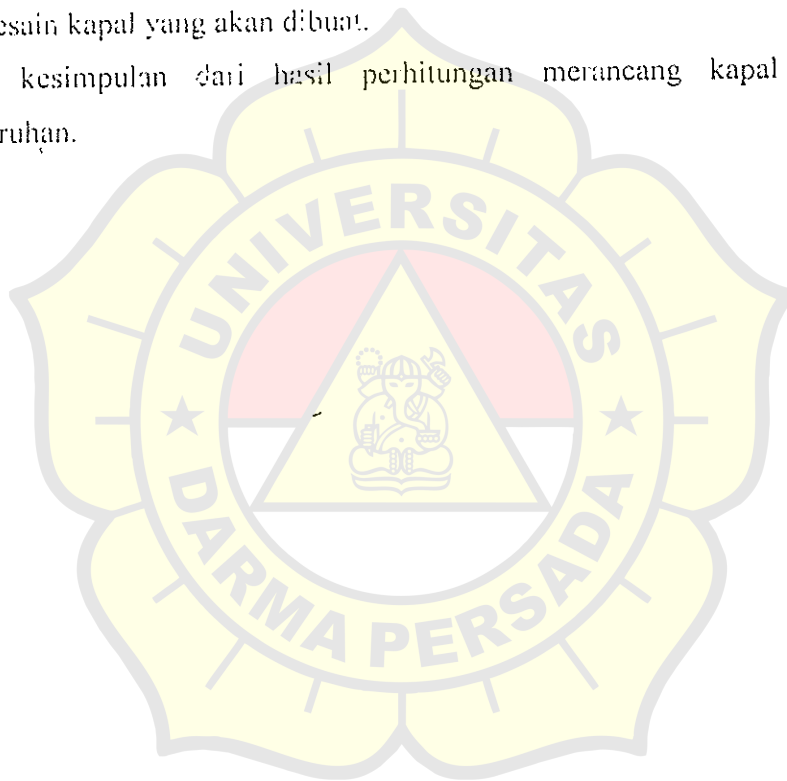 esain kapal yang akan dibuat.
kesimpulan dari hasil perhitungan merancang kapal
ruhan.
UNIVERSITAS
DARMA PERSADA